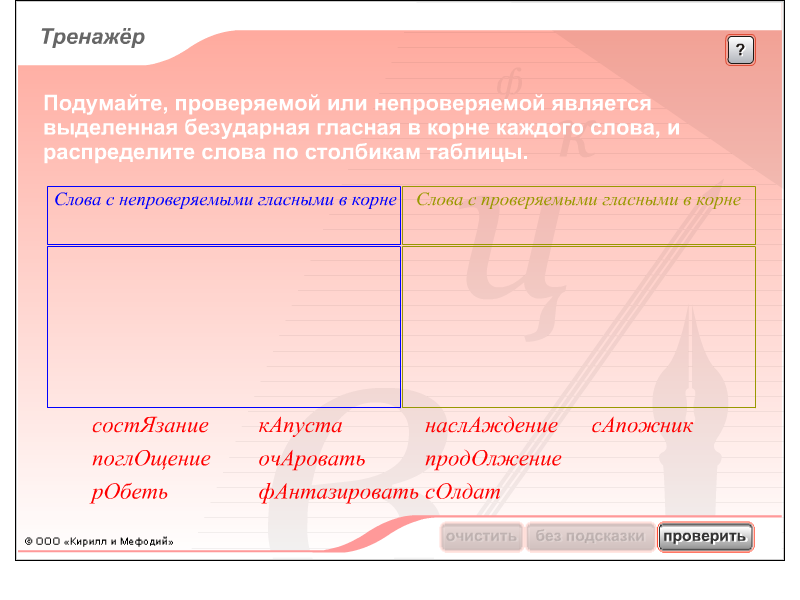 Тренажёр
?
Подумайте, проверяемой или непроверяемой является
выделенная безударная гласная в корне каждого слова, и
распределите слова по столбикам таблицы.
Слова с непроверяемыми гласными в корне
Слова с проверяемыми гласными в корне
состЯзание кАпуста наслАждение сАпожник
поглОщение очАровать продОлжение
рОбеть фАнтазировать сОлдат
© ООО «Кирилл и Мефодий»
очистить без подсказки проверить
ф
к
ц
е